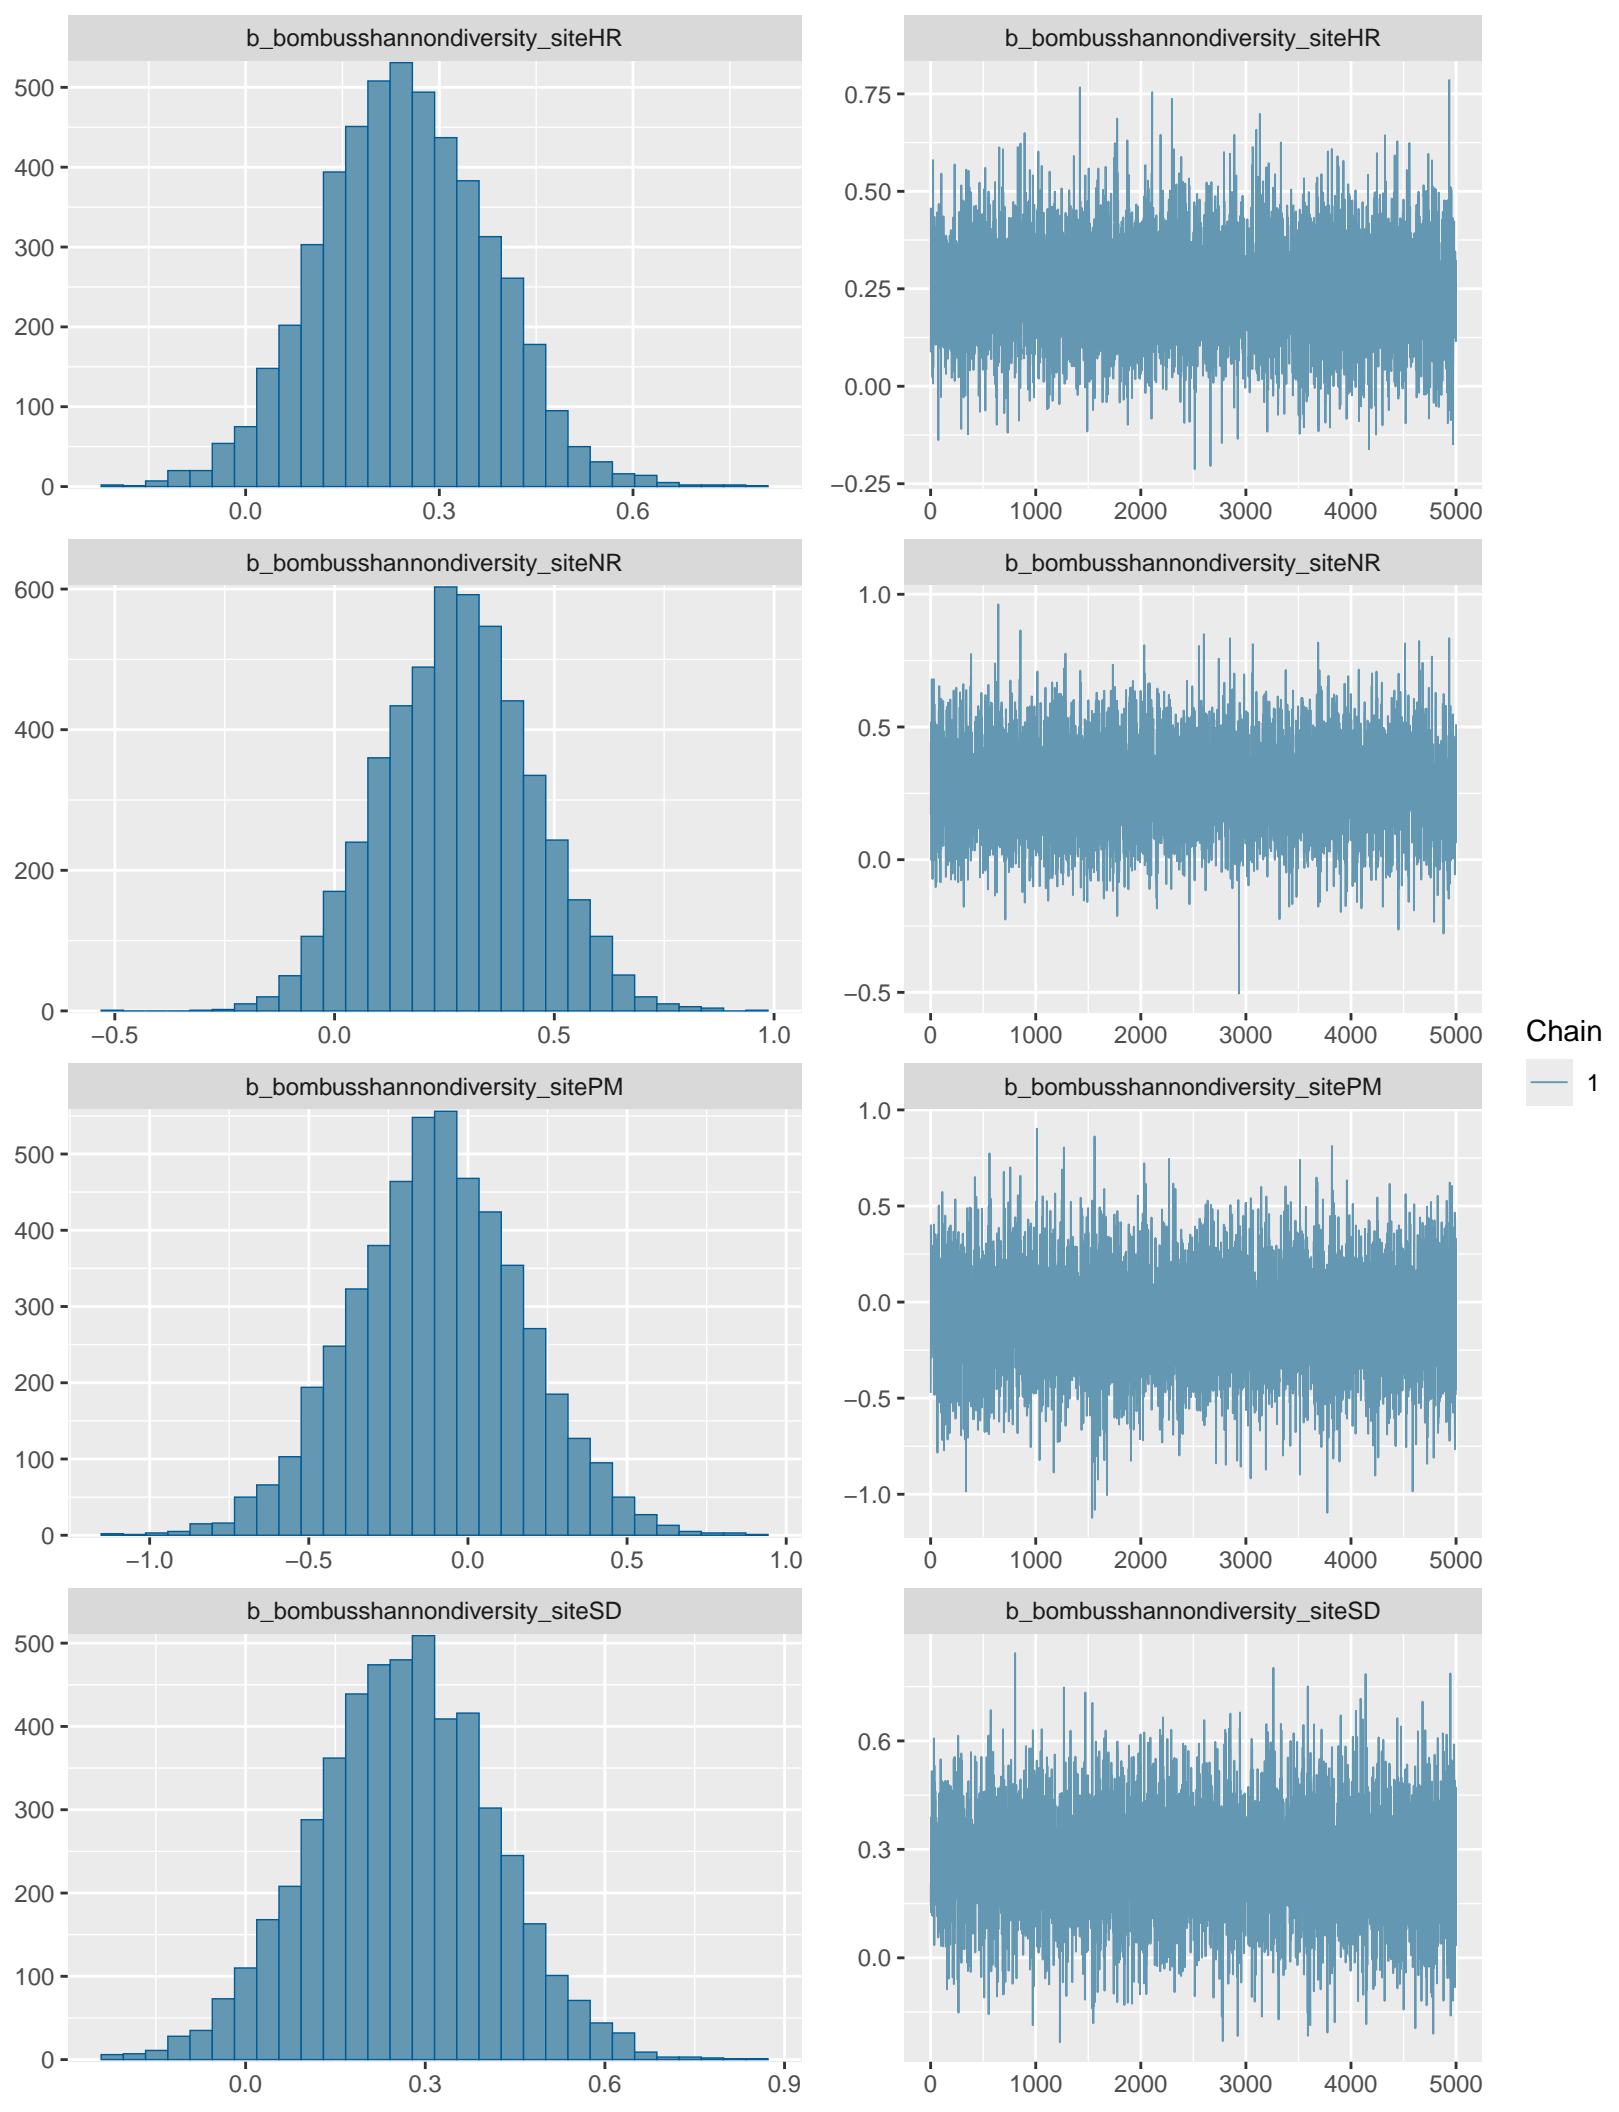 b_bombusshannondiversity_siteHR
b_bombusshannondiversity_siteHR
500
400
300
200
100
0
0.0 0.3 0.6
0.75
0.50
0.25
0.00
−0.25
0 1000 2000 3000 4000 5000
b_bombusshannondiversity_siteNR
b_bombusshannondiversity_siteNR
600
400
200
0
−0.5 0.0 0.5 1.0
1.0
0.5
0.0
−0.5
0 1000 2000 3000 4000 5000
b_bombusshannondiversity_sitePM
b_bombusshannondiversity_sitePM
500
400
300
200
100
0
−1.0 −0.5 0.0 0.5 1.0
1.0
0.5
0.0
−0.5
−1.0
0 1000 2000 3000 4000 5000
b_bombusshannondiversity_siteSD
b_bombusshannondiversity_siteSD
500
400
300
200
100
0
0.0 0.3 0.6 0.9
0.6
0.3
0.0
0 1000 2000 3000 4000 5000
Chain
1